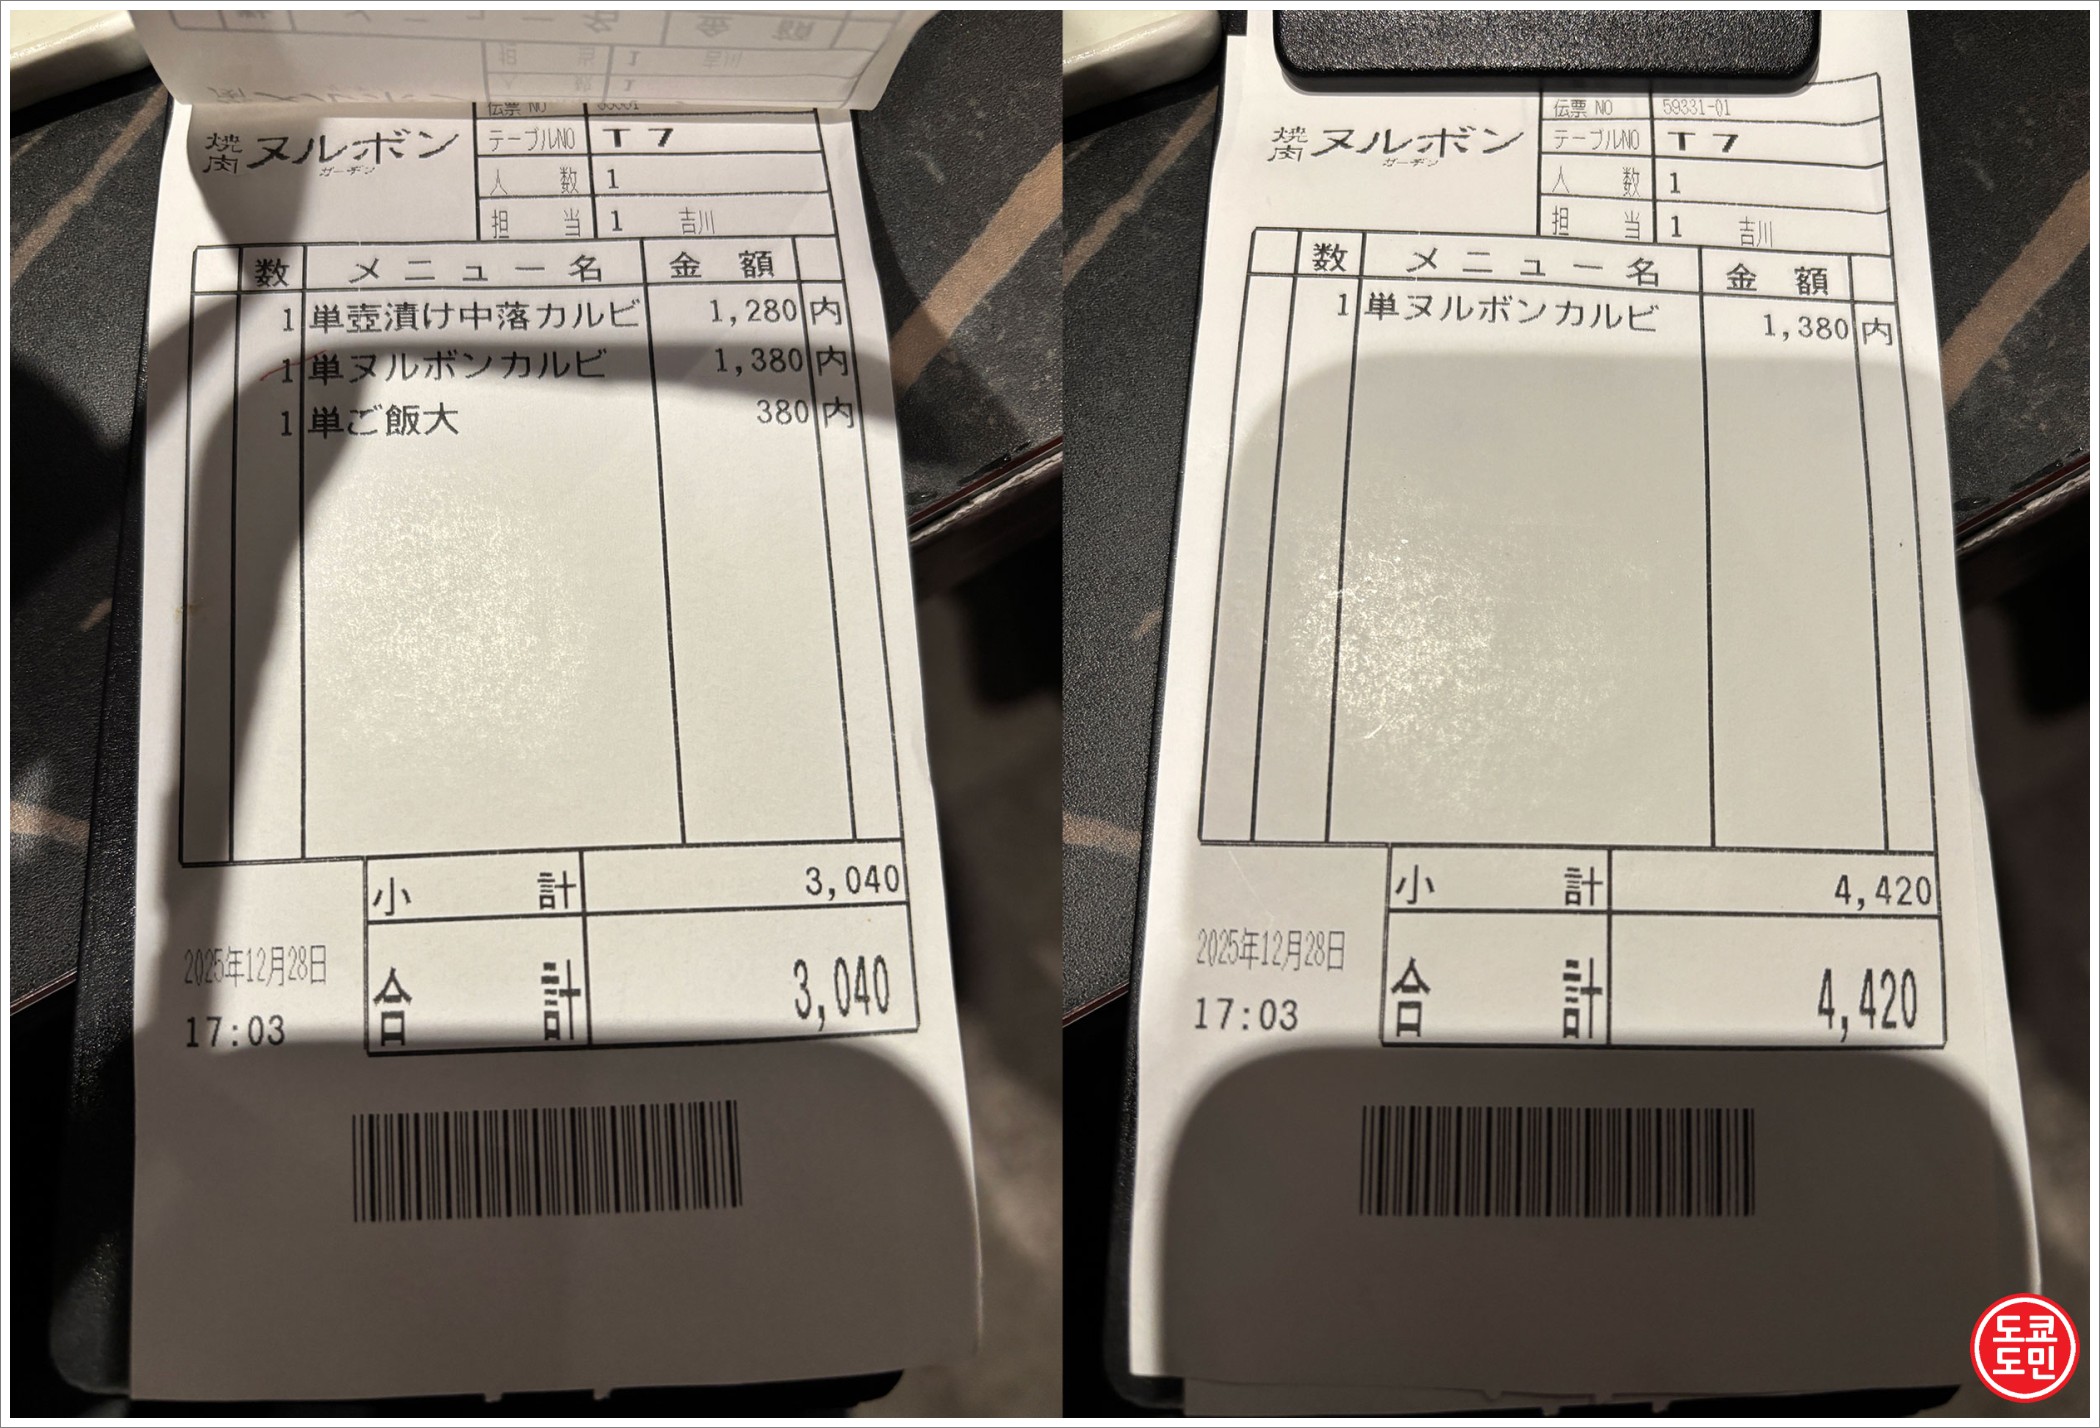 伝票 NO
焼肉 ヌルボン
ガーデン
テーブルNO T 7
人 数 1
担 当 1 吉川
数 メニュー名 金 額
1 単壺漬け中落カルビ 1,280 内
1 単ヌルボンカルビ 1,380 内
1 単ご飯大 380 内
小 計 3,040
合 計 3,040
2025年12月28日
17:03
伝票 NO 59331-01
焼肉 ヌルボン
ガーデン
テーブルNO T 7
人 数 1
担 当 1 吉川
数 メニュー名 金 額
1 単ヌルボンカルビ 1,380 内
小 計 4,420
合 計 4,420
2025年12月28日
17:03
도쿄
도민